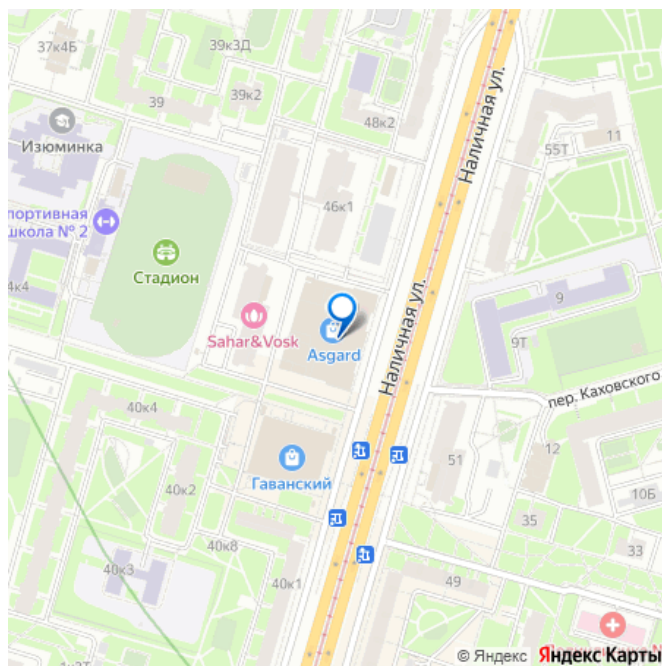 37к4Б
39к3Д
39
39к2
Изюминка
48к2
Наличная ул.
11
55Т
46к1
портивная
школа № 2
Стадион
4к4
9
Sahar&Vosk
Asgard
Наличная ул.
9Т
пер. Каховского
40к4
Гаванский
51
12
40к2
10Б
35
40к8
33
40к3
40к1
49
© Яндекс Яндекс Карты